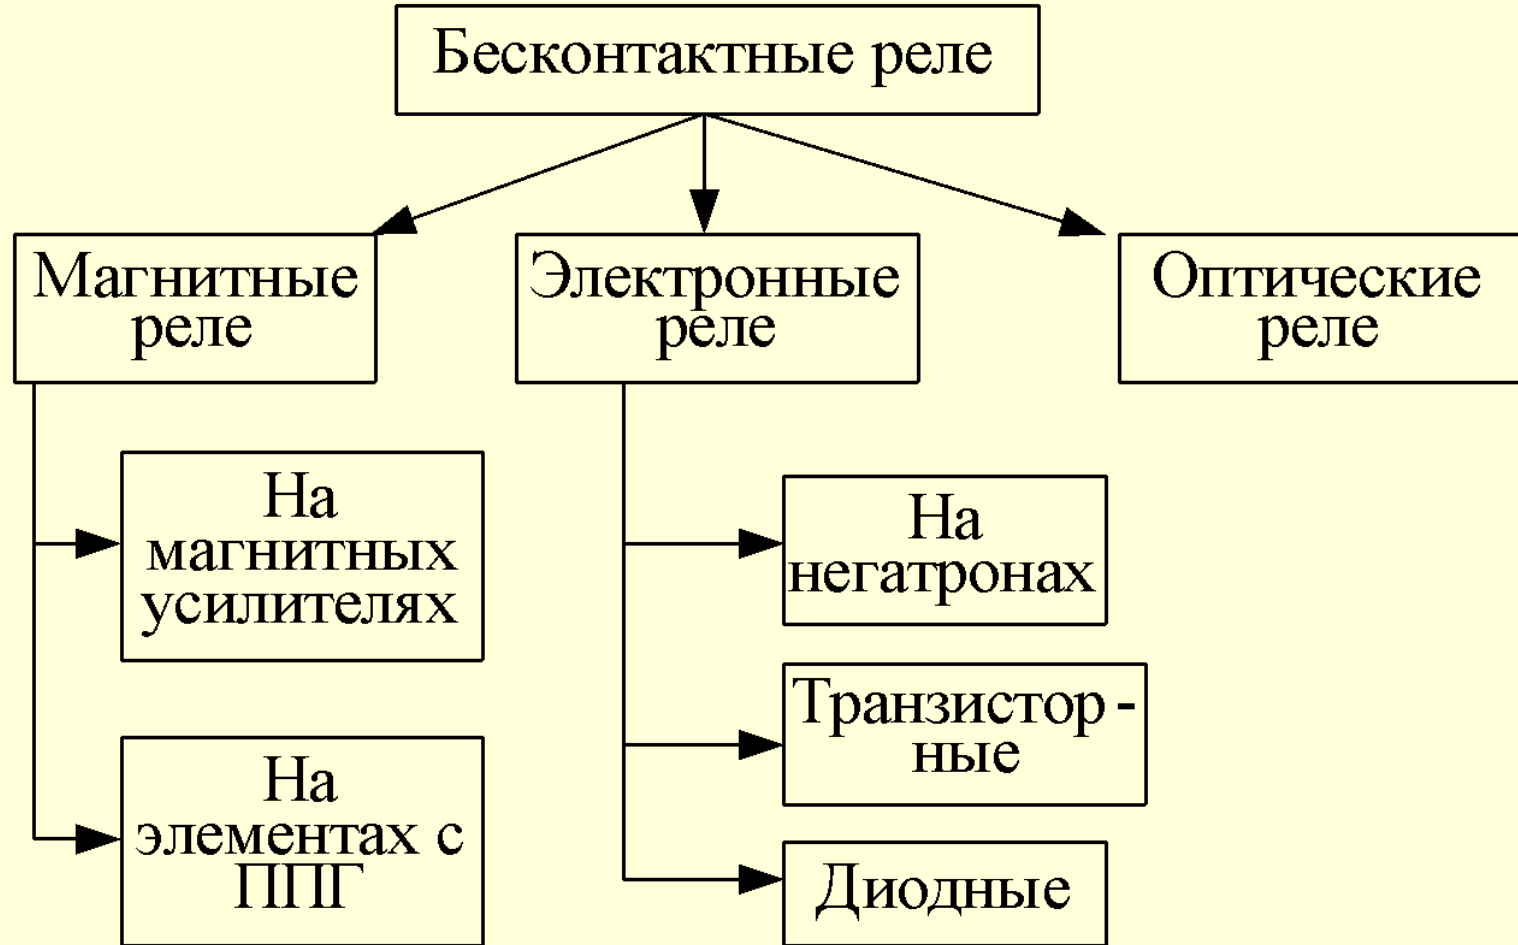 Бесконтактные реле
Магнитные
реле
Электронные
реле
Оптические
реле
На
магнитных
усилителях
На
элементах с
ППГ
На
негатронах
Транзистор -
ные
Диодные